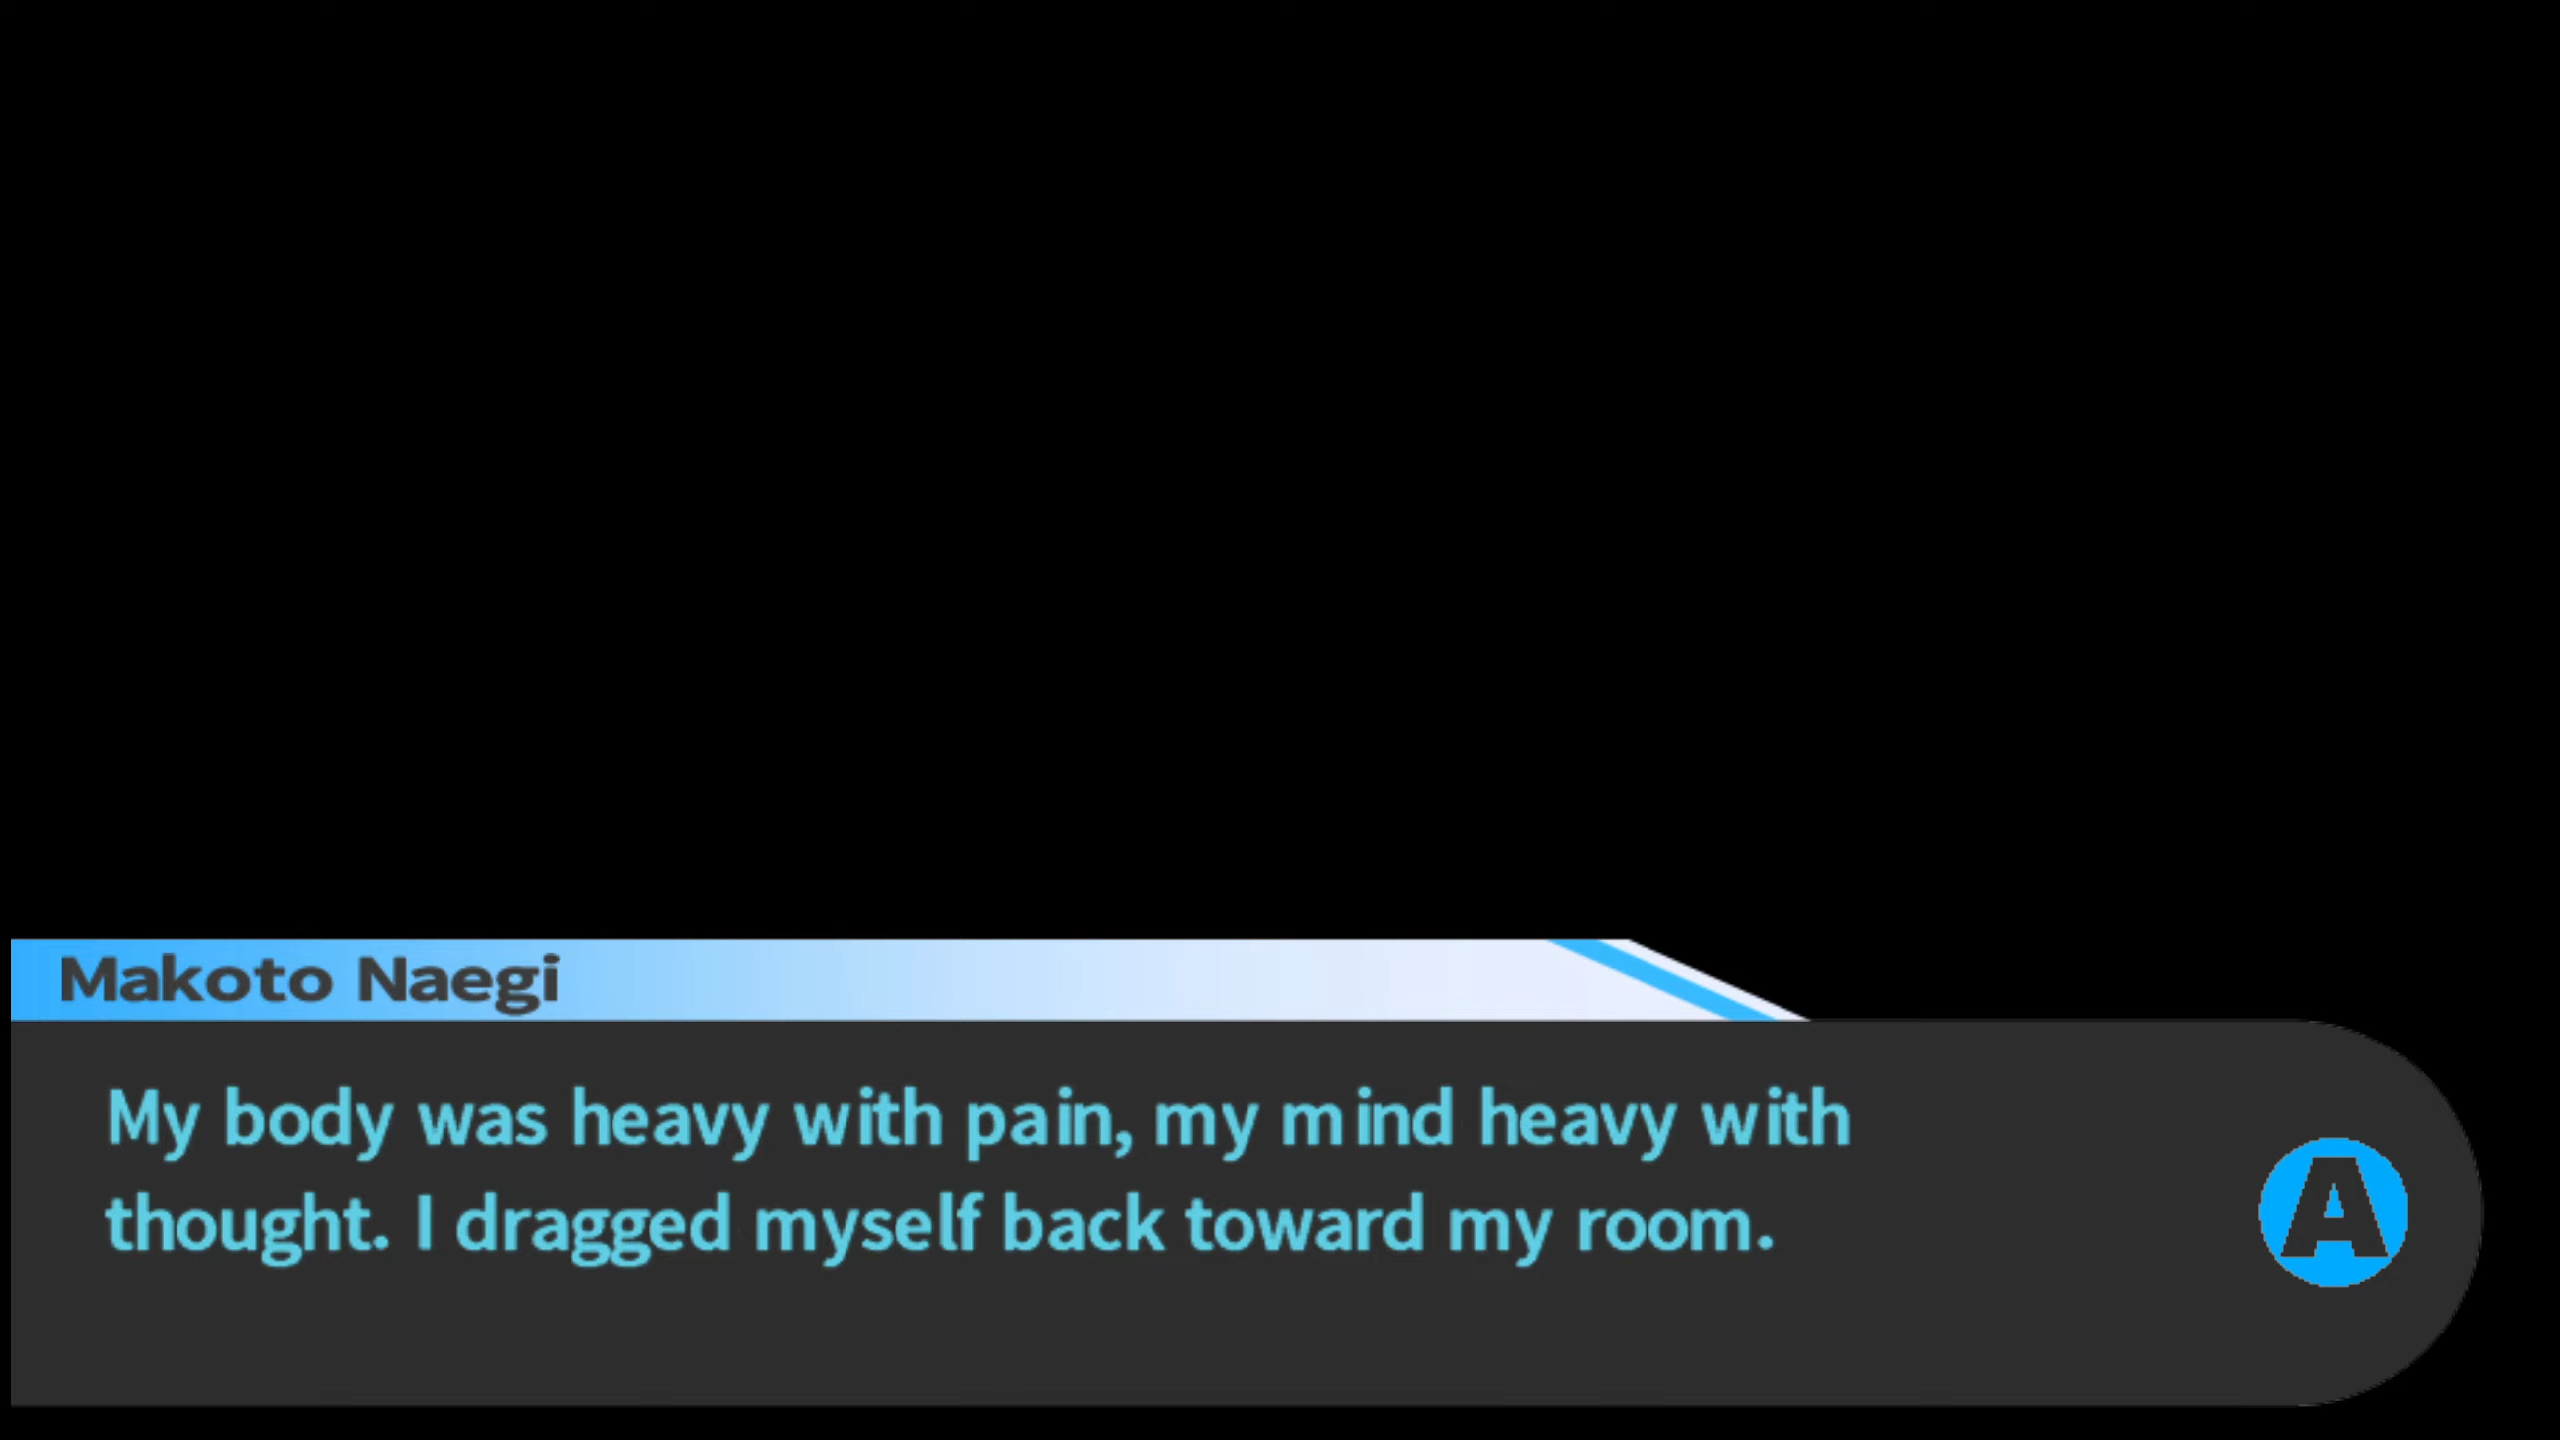 Makoto Naegi
My body was heavy with pain, my mind heavy with
thought. I dragged myself back toward my room.
A